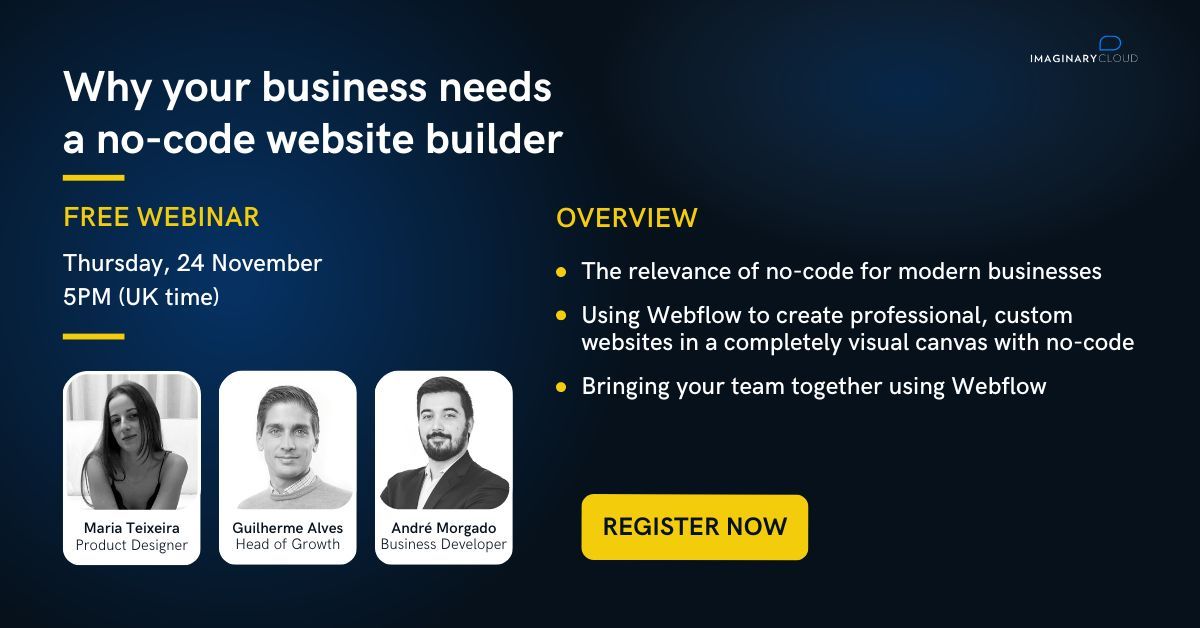 IMAGINARYCLOUD
Why your business needs
a no-code website builder
FREE WEBINAR
Thursday, 24 November
5PM (UK time)
OVERVIEW
The relevance of no-code for modern businesses
Using Webflow to create professional, custom
websites in a completely visual canvas with no-code
Bringing your team together using Webflow
Maria Teixeira
Product Designer
Guilherme Alves
Head of Growth
André Morgado
Business Developer
REGISTER NOW